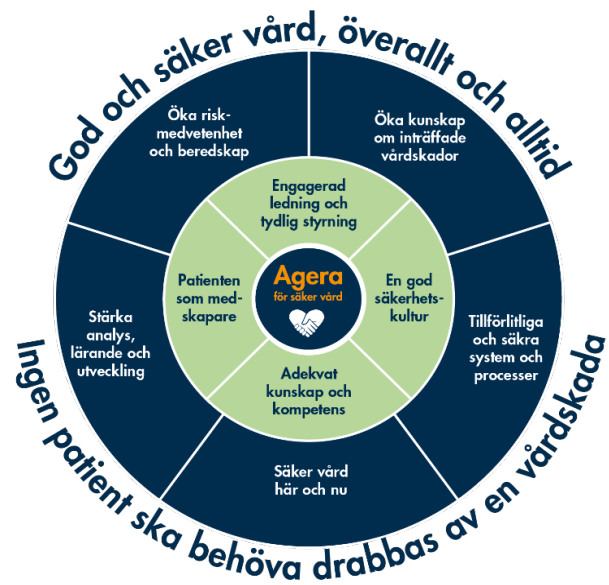 God och säker vård, överallt och alltid
Öka risk-
medvetenhet
och beredskap
Öka kunskap
om inträffade
vårdskador
Engagerad
ledning och
tydlig styrning
Patienten
som med-
skapare
Agera
för säker vård
En god
säkerhets-
kultur
Stärka
analys,
lärande och
utveckling
Tillförlitliga
och säkra
system och
processer
Adekvat
kunskap och
kompetens
Säker vård
här och nu
Ingen patient ska behöva drabbas av en vårdskada